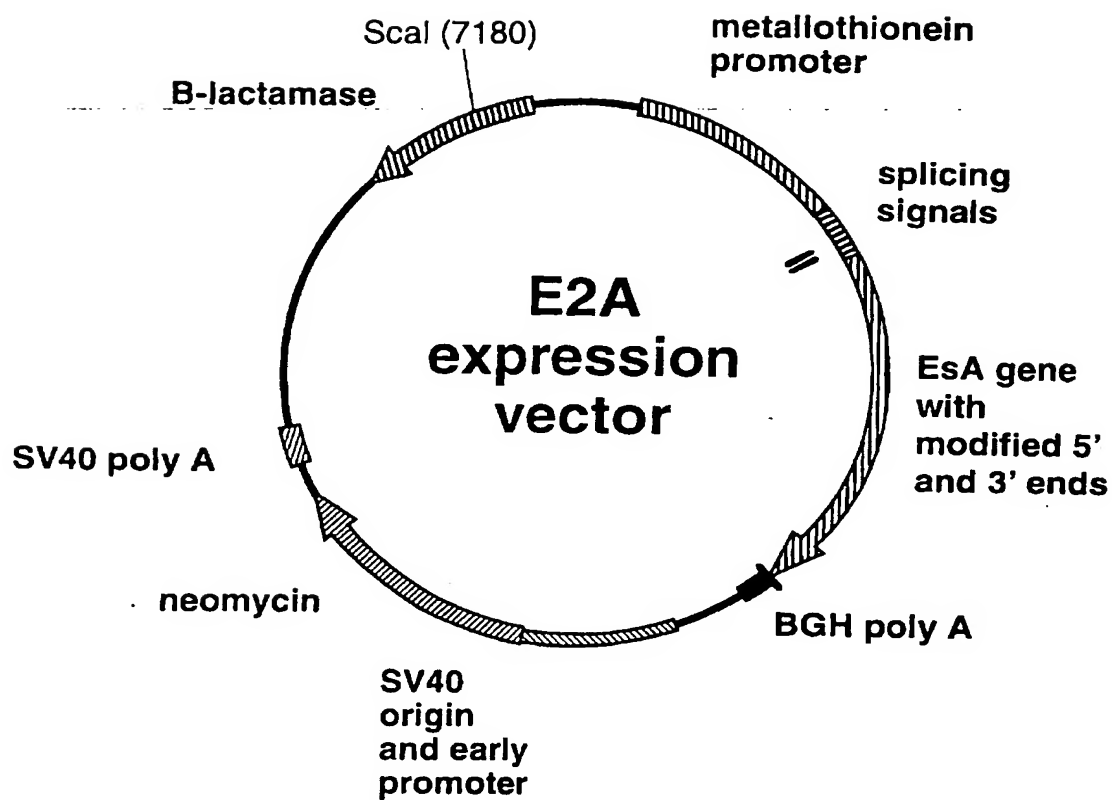 ScaI (7180)
metallothionein
promoter
B-lactamase
splicing
signals
E2A
expression
vector
EsA gene
with
modified 5'
and 3' ends
SV40 poly A
neomycin
BGH poly A
SV40
origin
and early
promoter